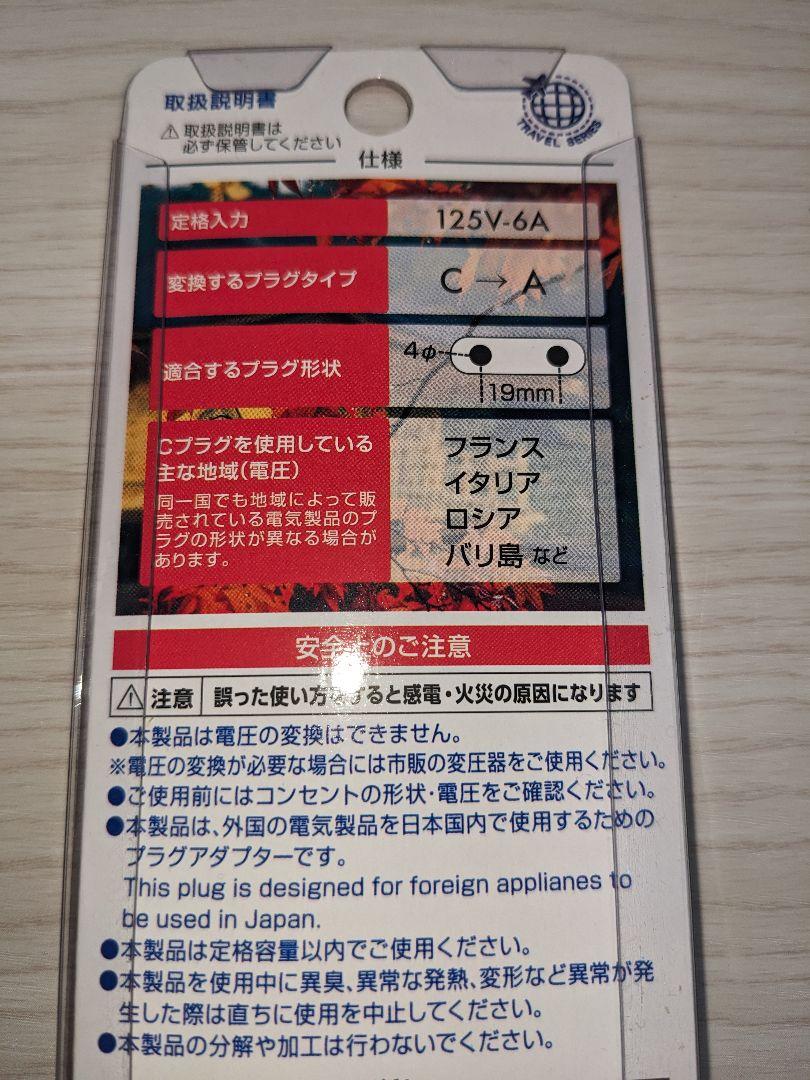 取扱説明書
⚠取扱説明書は
必ず保管してください
TRAVEL SERIES
仕様
定格入力 125V-6A
変換するプラグタイプ C→A
適合するプラグ形状 4φ 19mm
Cプラグを使用している
主な地域(電圧)
同一国でも地域によって販
売されている電気製品のプ
ラグの形状が異なる場合が
あります。
フランス
イタリア
ロシア
バリ島 など
安全上のご注意
⚠注意 誤った使い方をすると感電・火災の原因になります
●本製品は電圧の変換はできません。
※電圧の変換が必要な場合には市販の変圧器をご使用ください。
●ご使用前にはコンセントの形状・電圧をご確認ください。
●本製品は、外国の電気製品を日本国内で使用するための
プラグアダプターです。
This plug is designed for foreign applianes to
be used in Japan.
●本製品は定格容量以内でご使用ください。
●本製品を使用中に異臭、異常な発熱、変形など異常が発
生した際は直ちに使用を中止してください。
●本製品の分解や加工は行わないでください。